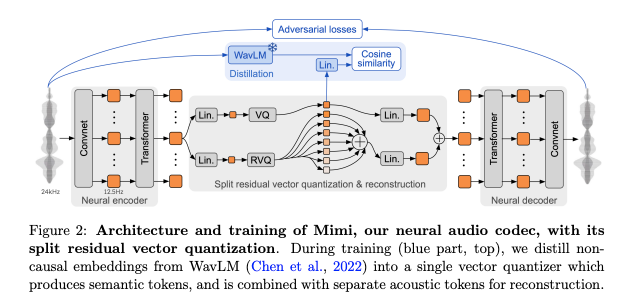 Adversarial losses
WavLM
Cosine
similarity
Lin.
Distillation
Convnet
Transformer
Lin.
VQ
Lin.
RVQ
Lin.
Lin.
Transformer
Convnet
24kHz
12.5Hz
Split residual vector quantization & reconstruction
Neural encoder
Neural decoder
Figure 2: Architecture and training of Mimi, our neural audio codec, with its
split residual vector quantization. During training (blue part, top), we distill non-
causal embeddings from WavLM (Chen et al., 2022) into a single vector quantizer which
produces semantic tokens, and is combined with separate acoustic tokens for reconstruction.